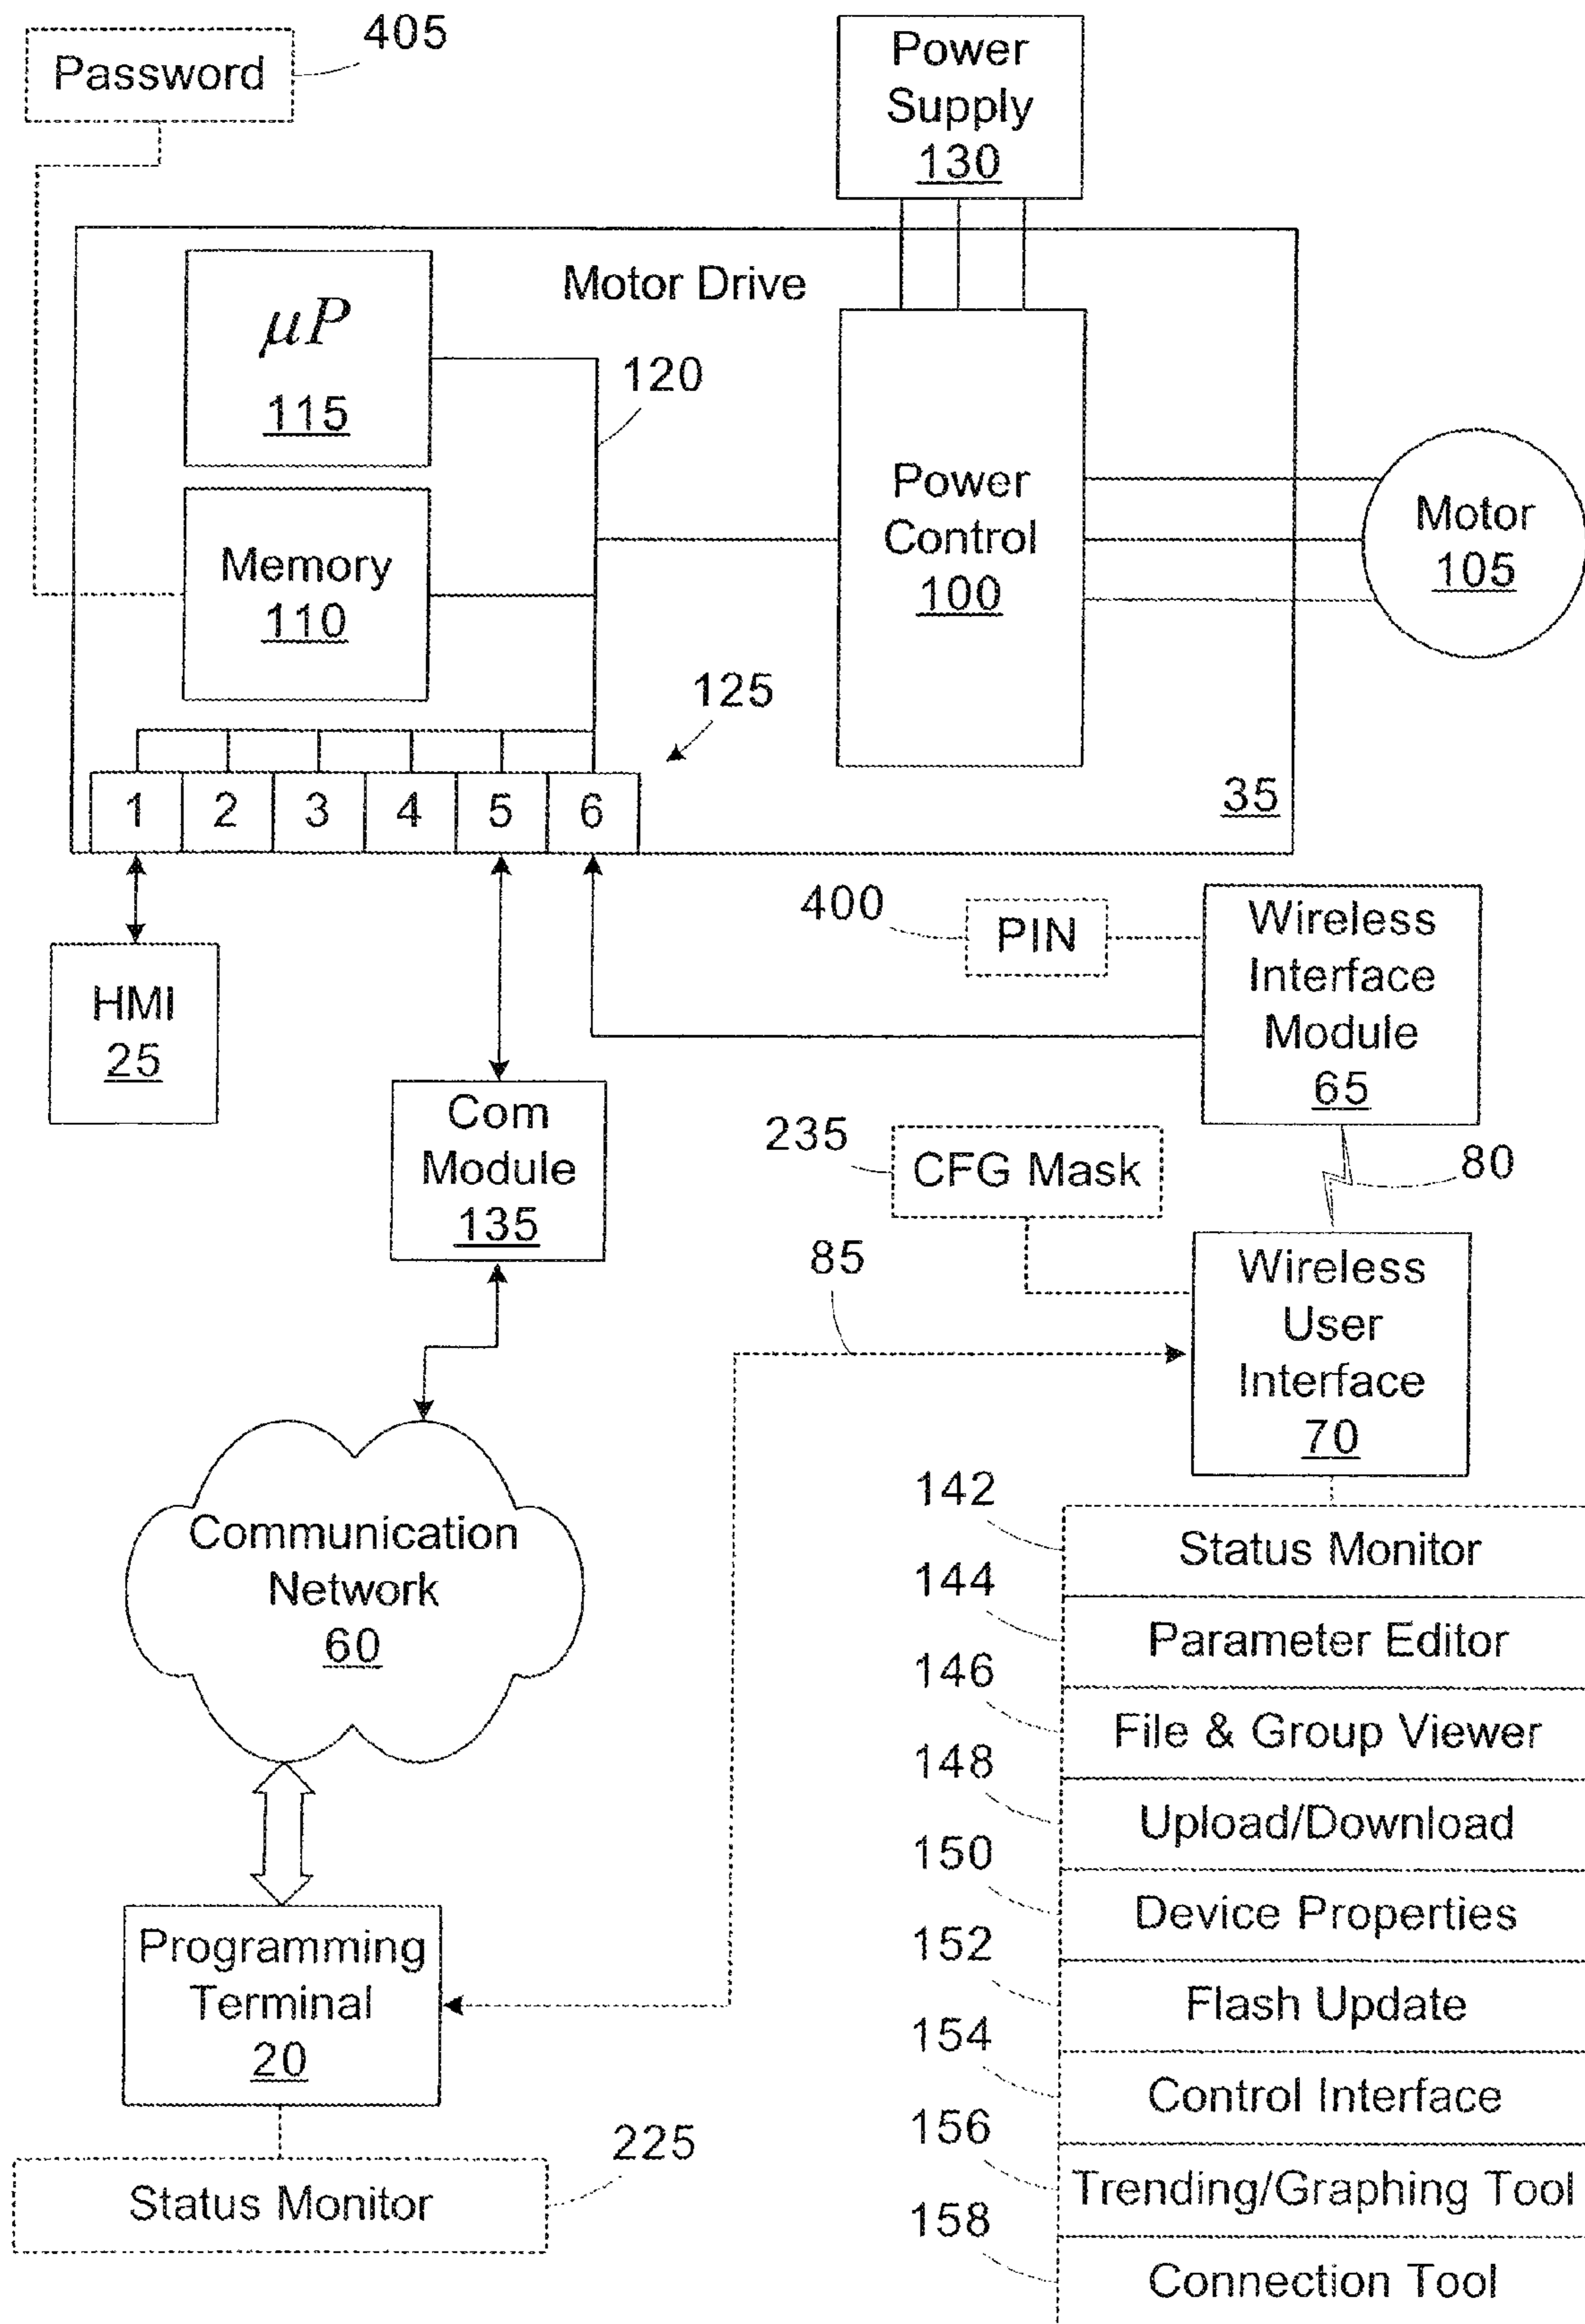 405
Password
Power
Supply
130
Motor Drive
μP
115
120
Power
Control
100
Motor
105
Memory
110
125
1 2 3 4 5 6
35
400
PIN
Wireless
Interface
Module
65
HMI
25
Com
Module
135
235
CFG Mask
80
85
Wireless
User
Interface
70
Communication
Network
60
142
Status Monitor
144
Parameter Editor
146
File & Group Viewer
148
Upload/Download
150
Device Properties
152
Flash Update
154
Control Interface
156
Trending/Graphing Tool
158
Connection Tool
Programming
Terminal
20
225
Status Monitor